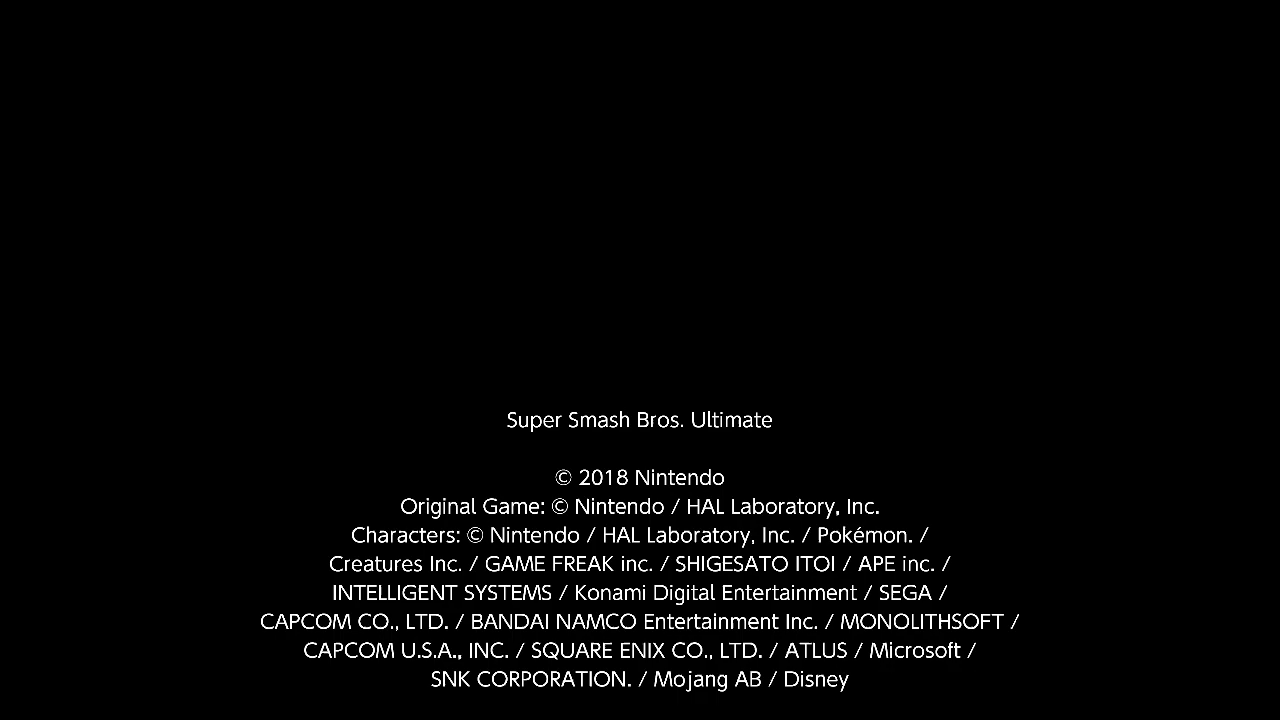 Super Smash Bros. Ultimate
© 2018 Nintendo
Original Game: © Nintendo / HAL Laboratory, Inc.
Characters: © Nintendo / HAL Laboratory, Inc. / Pokémon. /
Creatures Inc. / GAME FREAK inc. / SHIGESATO ITOI / APE inc. /
INTELLIGENT SYSTEMS / Konami Digital Entertainment / SEGA /
CAPCOM CO., LTD. / BANDAI NAMCO Entertainment Inc. / MONOLITHSOFT /
CAPCOM U.S.A., INC. / SQUARE ENIX CO., LTD. / ATLUS / Microsoft /
SNK CORPORATION. / Mojang AB / Disney